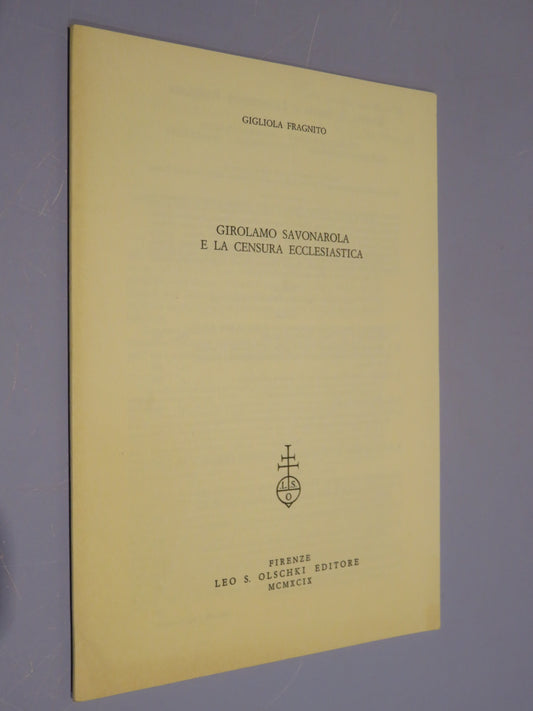 GIGLIOLA FRAGNITO
GIROLAMO SAVONAROLA
E LA CENSURA ECCLESIASTICA
L S
O
FIRENZE
LEO S. OLSCHKI EDITORE
MCMXCIX